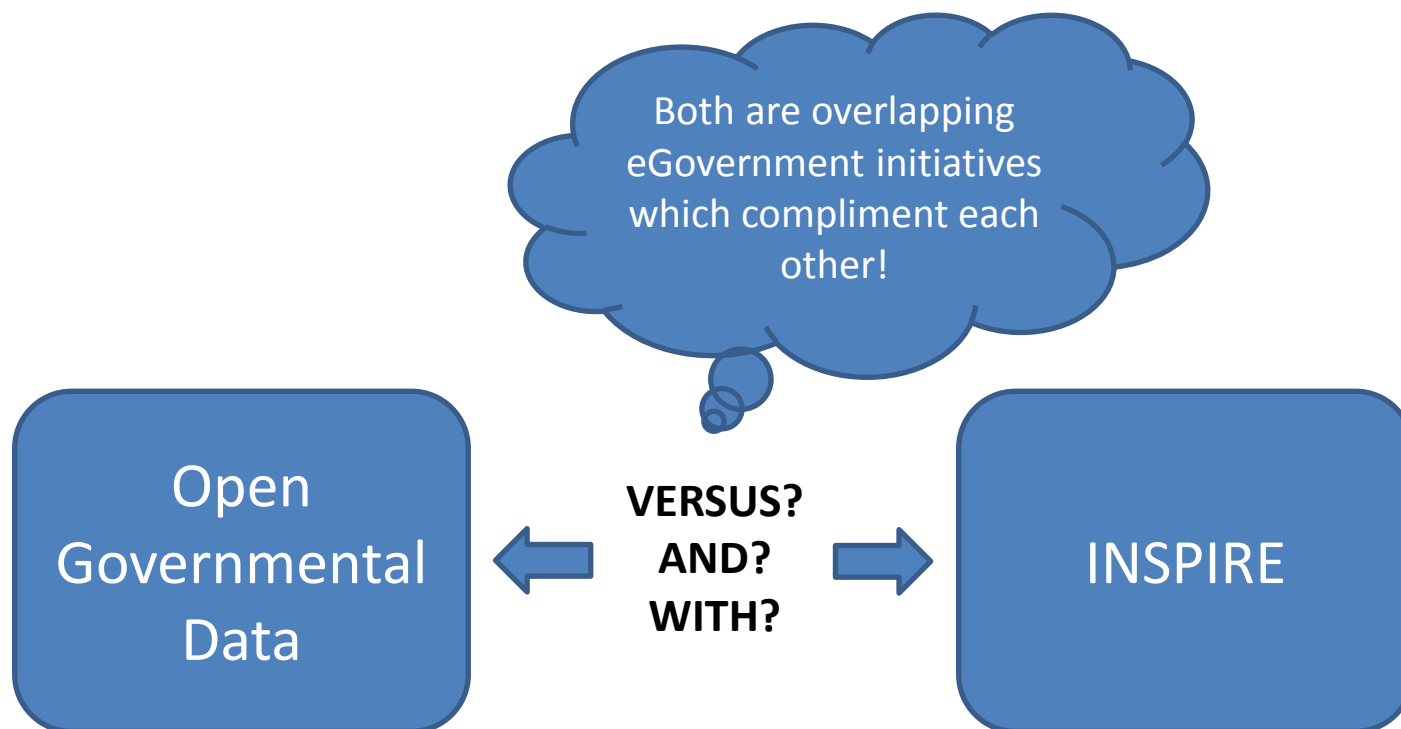 Both are overlapping
eGovernment initiatives
which compliment each
other!
Open
Governmental
Data
VERSUS?
AND?
WITH?
INSPIRE